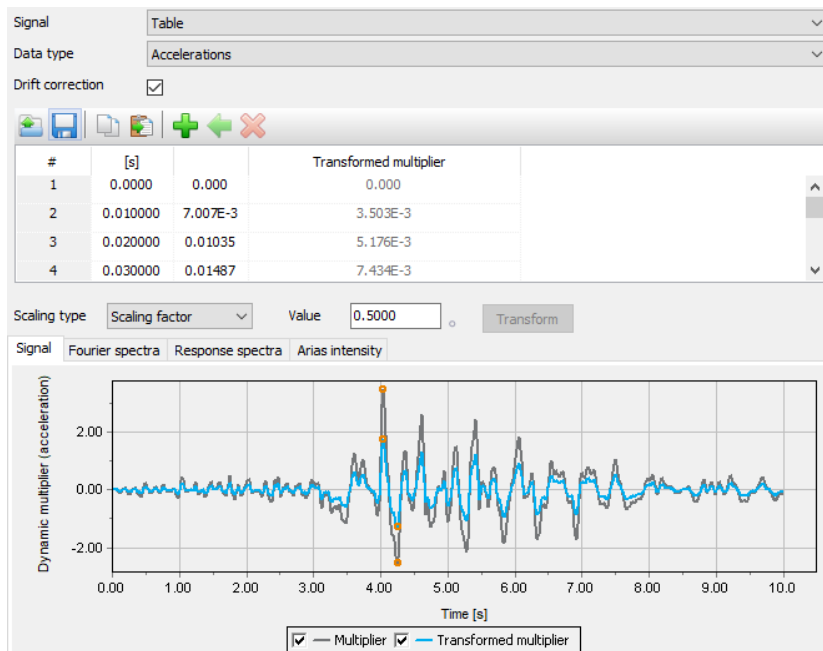 Signal Table
Data type Accelerations
Drift correction
# [s] Transformed multiplier
1 0.0000 0.000 0.000
2 0.010000 7.007E-3 3.503E-3
3 0.020000 0.01035 5.176E-3
4 0.030000 0.01487 7.434E-3
Scaling type Scaling factor Value 0.5000 Transform
Signal Fourier spectra Response spectra Arias intensity
Dynamic multiplier (acceleration)
2.00
0.00
-2.00
0.00 1.00 2.00 3.00 4.00 5.00 6.00 7.00 8.00 9.00 10.0
Time [s]
Multiplier Transformed multiplier